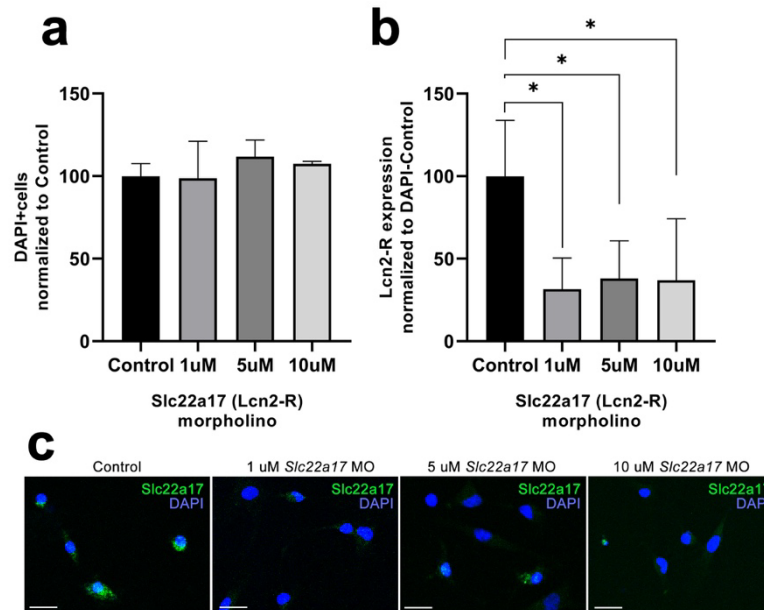 a
DAPI+cells
normalized to Control
150
100
50
0
Control 1uM 5uM 10uM
Slc22a17 (Lcn2-R)
morpholino
b
Lcn2-R expression
normalized to DAPI-Control
150
100
50
0
*
*
*
Control 1uM 5uM 10uM
Slc22a17 (Lcn2-R)
morpholino
c
Control
Slc22a17
DAPI
1 uM Slc22a17 MO
Slc22a17
DAPI
5 uM Slc22a17 MO
Slc22a17
DAPI
10 uM Slc22a17 MO
Slc22a17
DAPI